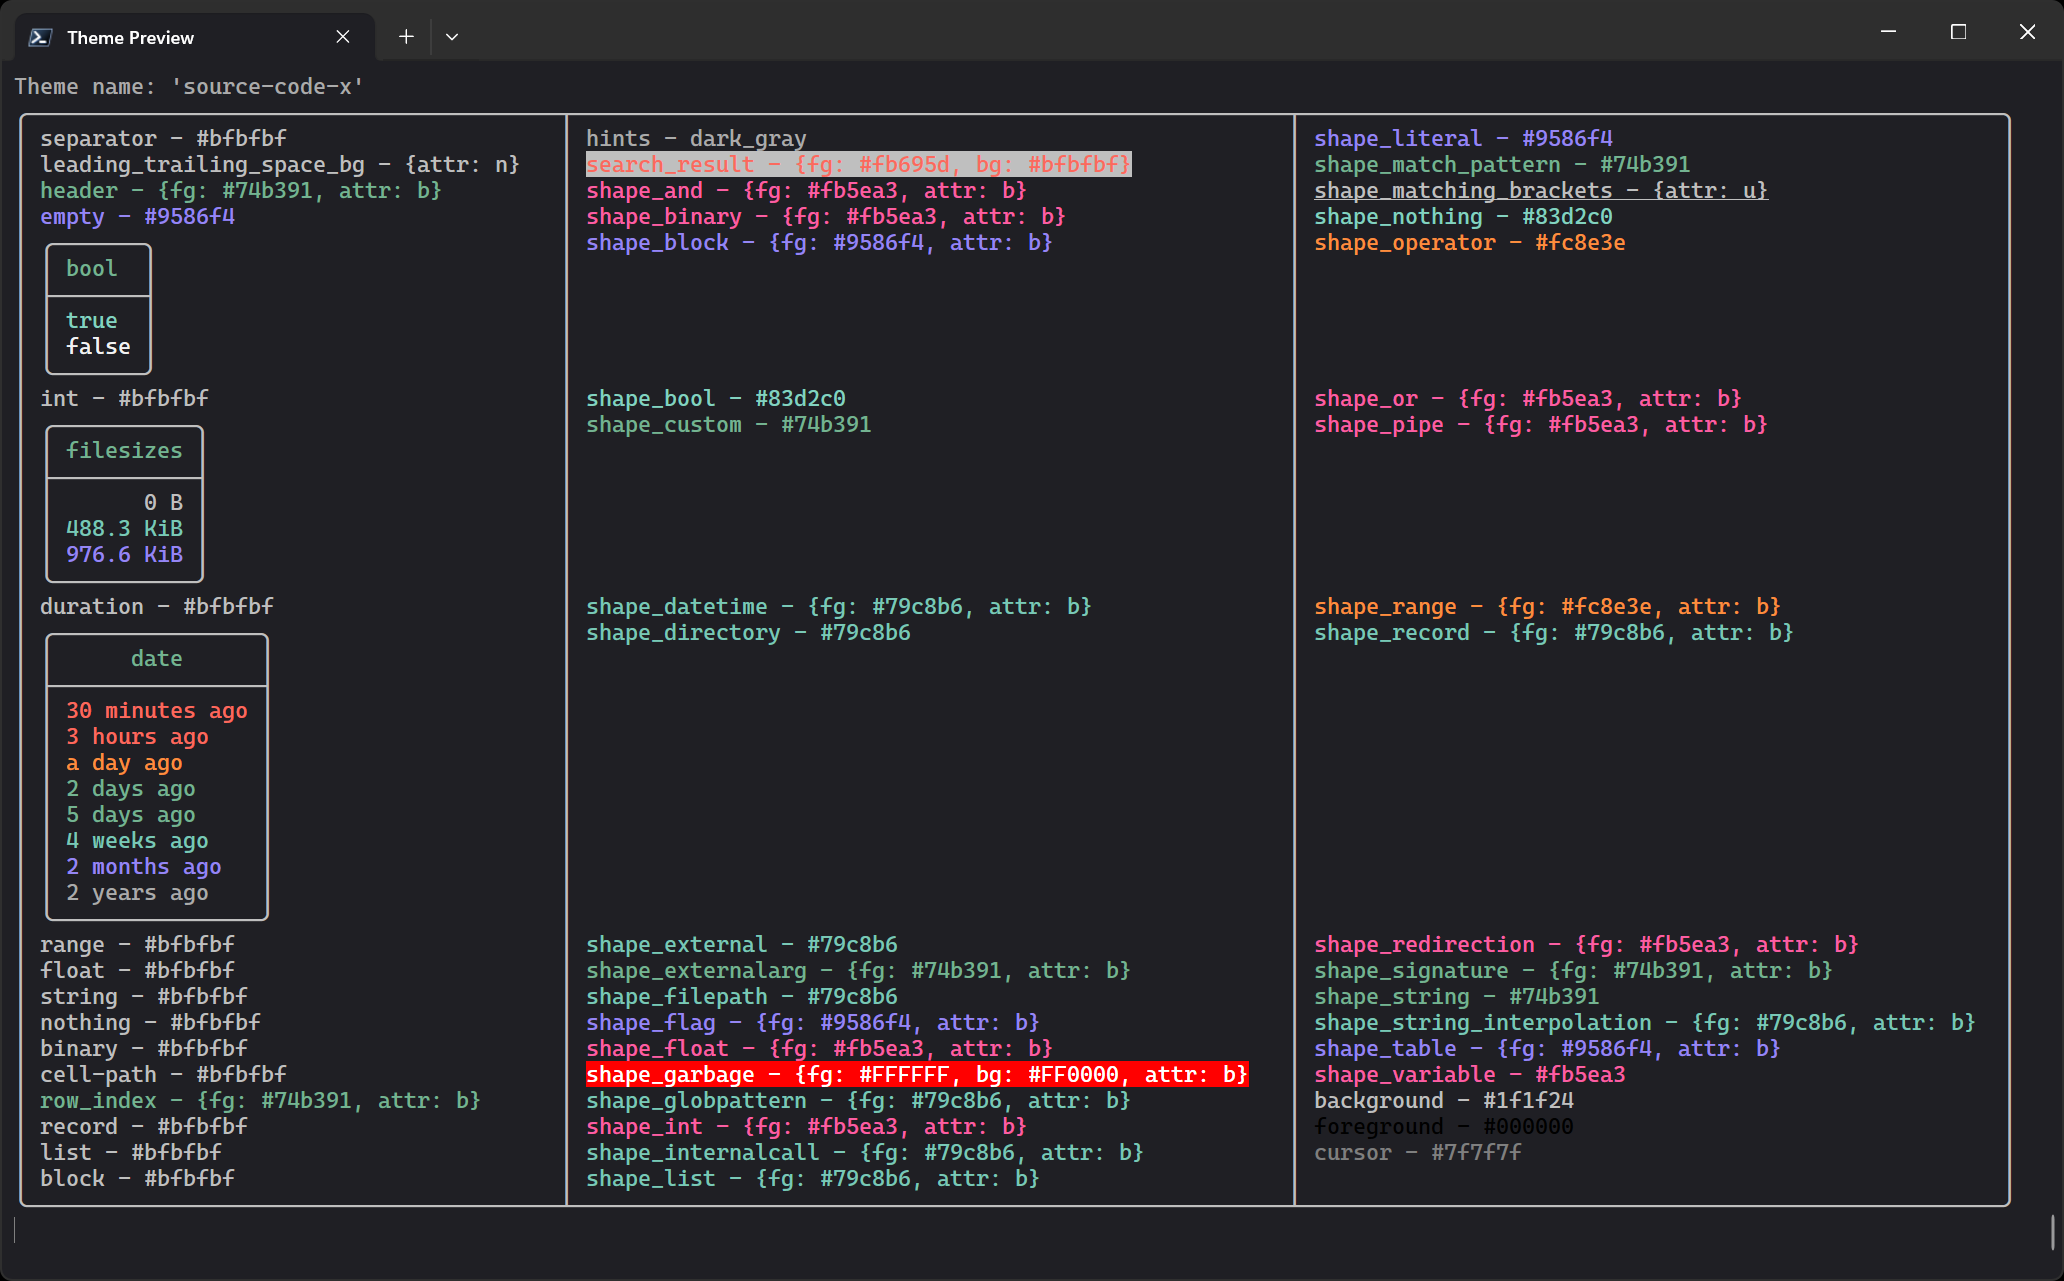 Theme Preview
Theme name: 'source-code-x'
separator - #bfbfbf
leading_trailing_space_bg - {attr: n}
header - {fg: #74b391, attr: b}
empty - #9586f4
bool
true
false
int - #bfbfbf
filesizes
0 B
488.3 KiB
976.6 KiB
duration - #bfbfbf
date
30 minutes ago
3 hours ago
a day ago
2 days ago
5 days ago
4 weeks ago
2 months ago
2 years ago
range - #bfbfbf
float - #bfbfbf
string - #bfbfbf
nothing - #bfbfbf
binary - #bfbfbf
cell-path - #bfbfbf
row_index - {fg: #74b391, attr: b}
record - #bfbfbf
list - #bfbfbf
block - #bfbfbf
hints - dark_gray
search_result - {fg: #fb695d, bg: #bfbfbf}
shape_and - {fg: #fb5ea3, attr: b}
shape_binary - {fg: #fb5ea3, attr: b}
shape_block - {fg: #9586f4, attr: b}
shape_bool - #83d2c0
shape_custom - #74b391
shape_datetime - {fg: #79c8b6, attr: b}
shape_directory - #79c8b6
shape_external - #79c8b6
shape_externalarg - {fg: #74b391, attr: b}
shape_filepath - #79c8b6
shape_flag - {fg: #9586f4, attr: b}
shape_float - {fg: #fb5ea3, attr: b}
shape_garbage - {fg: #FFFFFF, bg: #FF0000, attr: b}
shape_globpattern - {fg: #79c8b6, attr: b}
shape_int - {fg: #fb5ea3, attr: b}
shape_internalcall - {fg: #79c8b6, attr: b}
shape_list - {fg: #79c8b6, attr: b}
shape_literal - #9586f4
shape_match_pattern - #74b391
shape_matching_brackets - {attr: u}
shape_nothing - #83d2c0
shape_operator - #fc8e3e
shape_or - {fg: #fb5ea3, attr: b}
shape_pipe - {fg: #fb5ea3, attr: b}
shape_range - {fg: #fc8e3e, attr: b}
shape_record - {fg: #79c8b6, attr: b}
shape_redirection - {fg: #fb5ea3, attr: b}
shape_signature - {fg: #74b391, attr: b}
shape_string - #74b391
shape_string_interpolation - {fg: #79c8b6, attr: b}
shape_table - {fg: #9586f4, attr: b}
shape_variable - #fb5ea3
background - #1f1f24
foreground - #000000
cursor - #7f7f7f